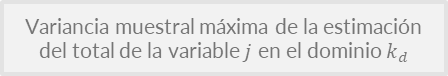 Variancia muestral máxima de la estimación
del total de la variable j en el dominio k_d